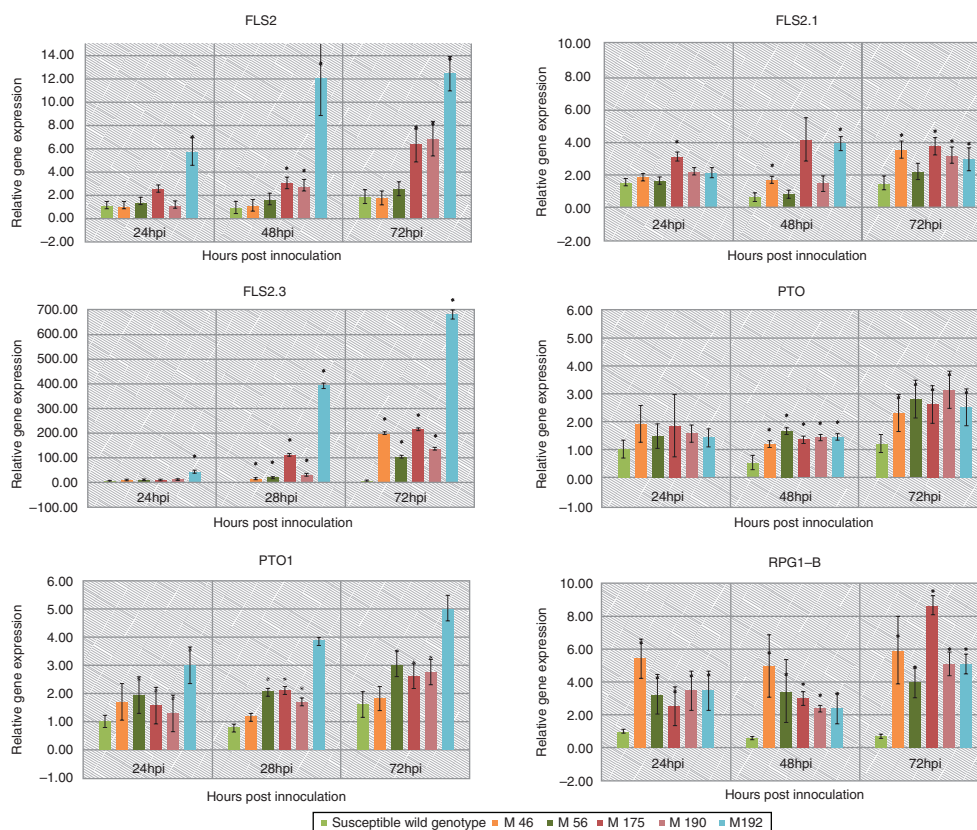 FLS2
Relative gene expression
14.00
12.00
10.00
8.00
6.00
4.00
2.00
0.00
–2.00
24hpi 48hpi 72hpi
Hours post innoculation
FLS2.1
Relative gene expression
10.00
8.00
6.00
4.00
2.00
0.00
–2.00
24hpi 48hpi 72hpi
Hours post innoculation
FLS2.3
Relative gene expression
700.00
600.00
500.00
400.00
300.00
200.00
100.00
00.00
–100.00
24hpi 28hpi 72hpi
Hours post innoculation
PTO
Relative gene expression
6.00
5.00
4.00
3.00
2.00
1.00
00.00
–1.00
24hpi 48hpi 72hpi
Hours post innoculation
PTO1
Relative gene expression
6.00
5.00
4.00
3.00
2.00
1.00
00.00
–1.00
24hpi 28hpi 72hpi
Hours post innoculation
RPG1–B
Relative gene expression
10.00
8.00
6.00
4.00
2.00
00.00
–2.00
24hpi 48hpi 72hpi
Hours post innoculation
Susceptible wild genotype M 46 M 56 M 175 M 190 M192